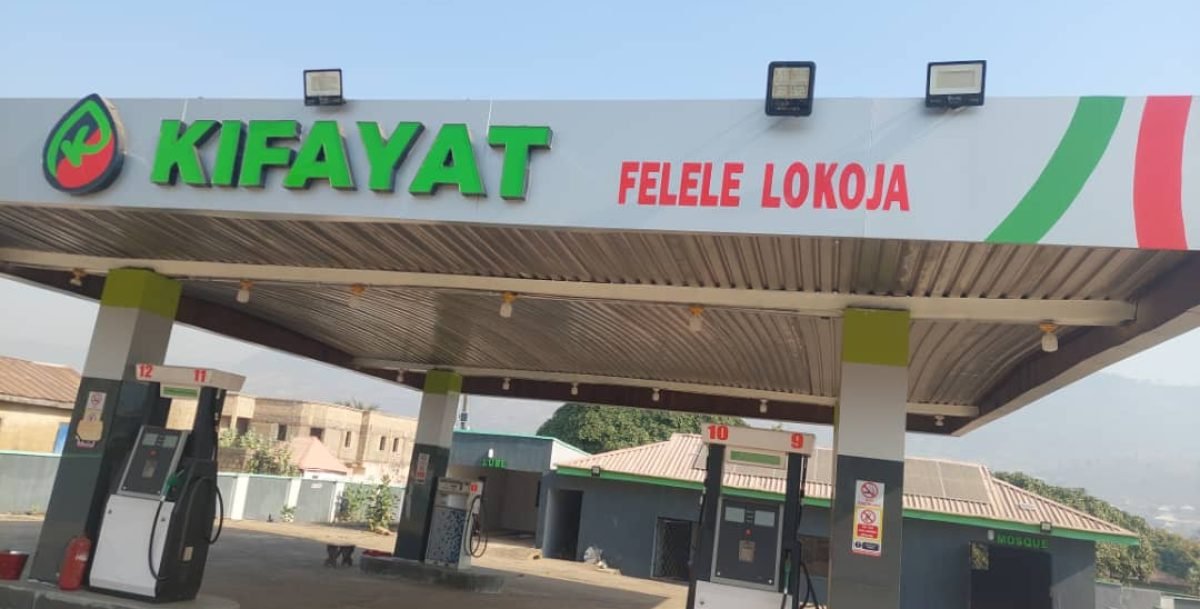 KIFAYAT
FELELE LOKOJA
12 11
10 9
LUBE
MOSQUE